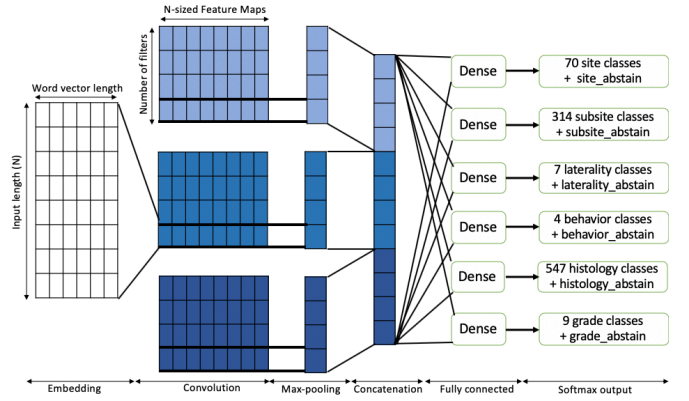 N-sized Feature Maps
Number of filters
Word vector length
Input length (N)
Dense
70 site classes
+ site_abstain
Dense
314 subsite classes
+ subsite_abstain
Dense
7 laterality classes
+ laterality_abstain
Dense
4 behavior classes
+ behavior_abstain
Dense
547 histology classes
+ histology_abstain
Dense
9 grade classes
+ grade_abstain
Embedding
Convolution
Max-pooling
Concatenation
Fully connected
Softmax output